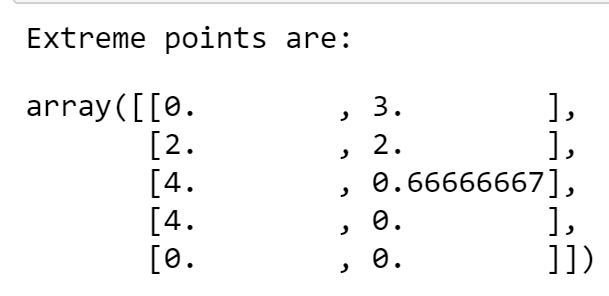 Extreme points are:
array([[0.        , 3.        ],
       [2.        , 2.        ],
       [4.        , 0.66666667],
       [4.        , 0.        ],
       [0.        , 0.        ]])